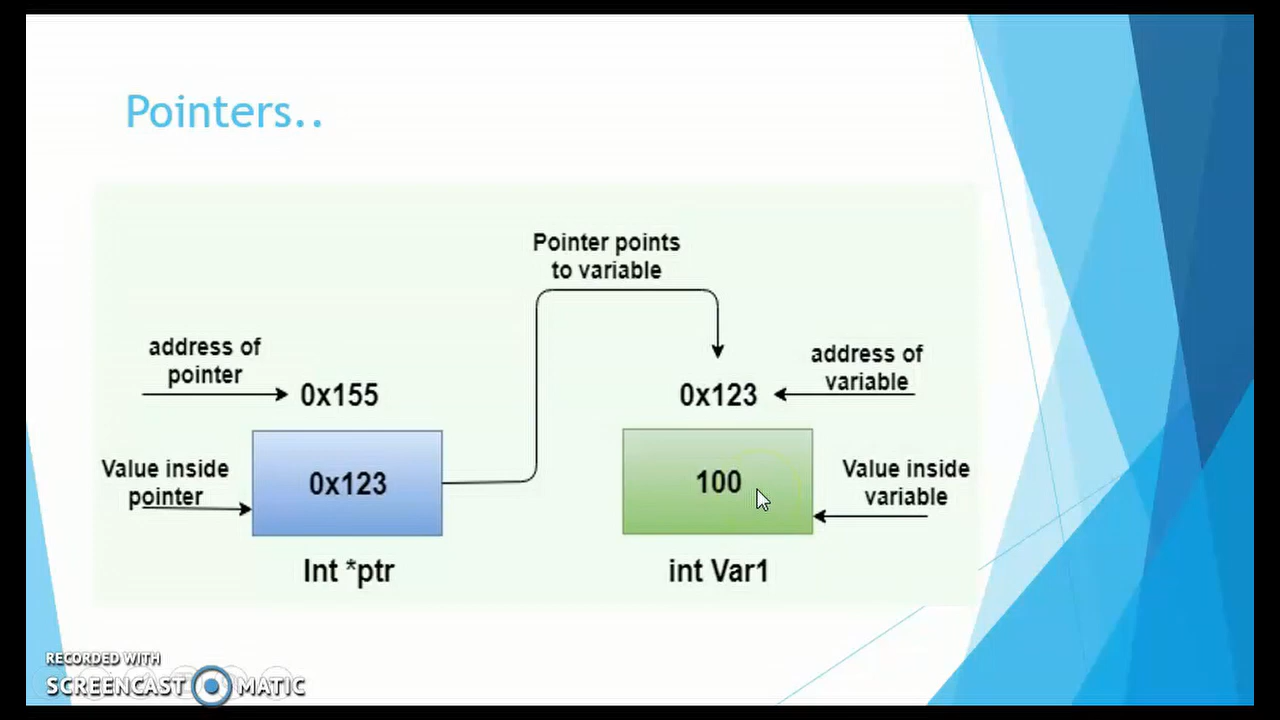 Pointers..
Pointer points
to variable
address of
pointer
0x155
0x123
address of
variable
Value inside
pointer
0x123
100
Value inside
variable
Int *ptr
int Var1
RECORDED WITH
SCREENCAST MATIC